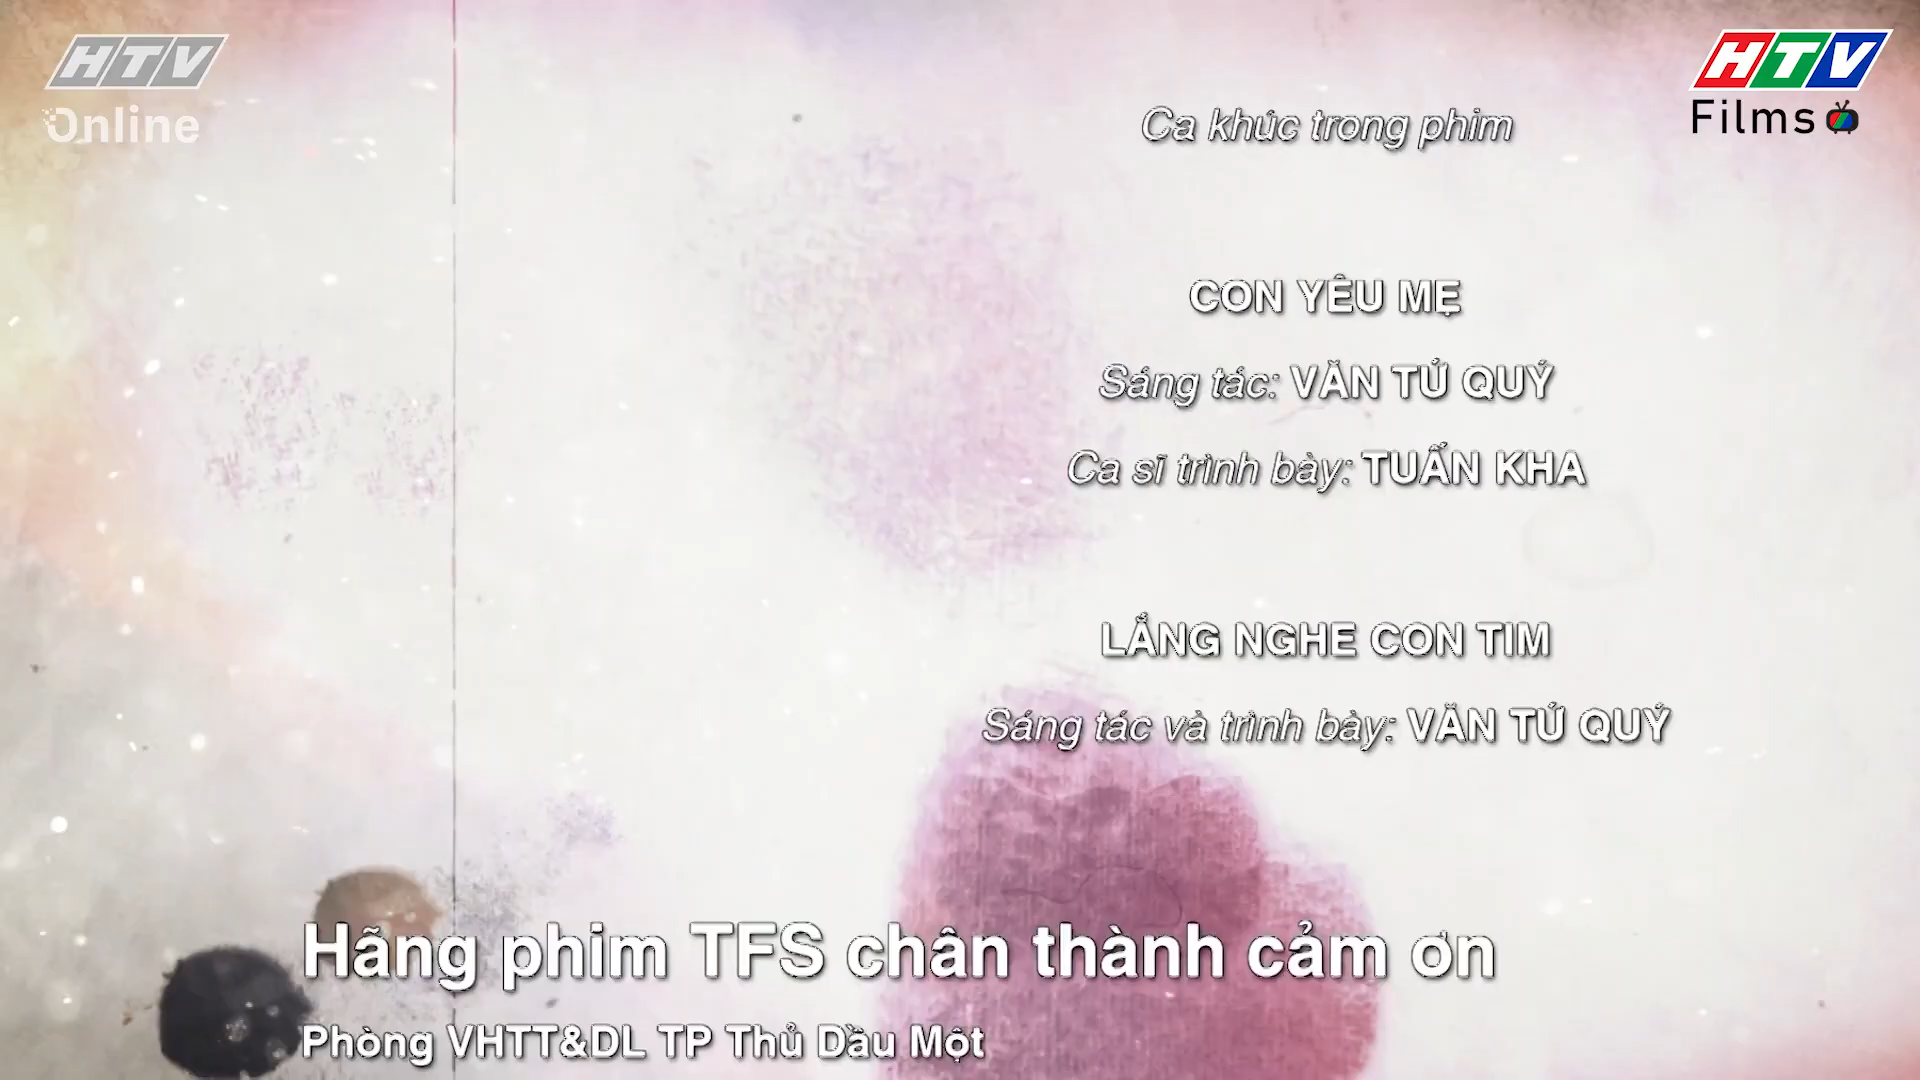 HTV
Online
HTV
Films
Ca khúc trong phim
CON YÊU MẸ
Sáng tác: VĂN TỬ QUÝ
Ca sĩ trình bày: TUẤN KHA
LẮNG NGHE CON TIM
Sáng tác và trình bày: VĂN TỨ QUÝ
Hãng phim TFS chân thành cảm ơn
Phòng VHTT&DL TP Thủ Dầu Một